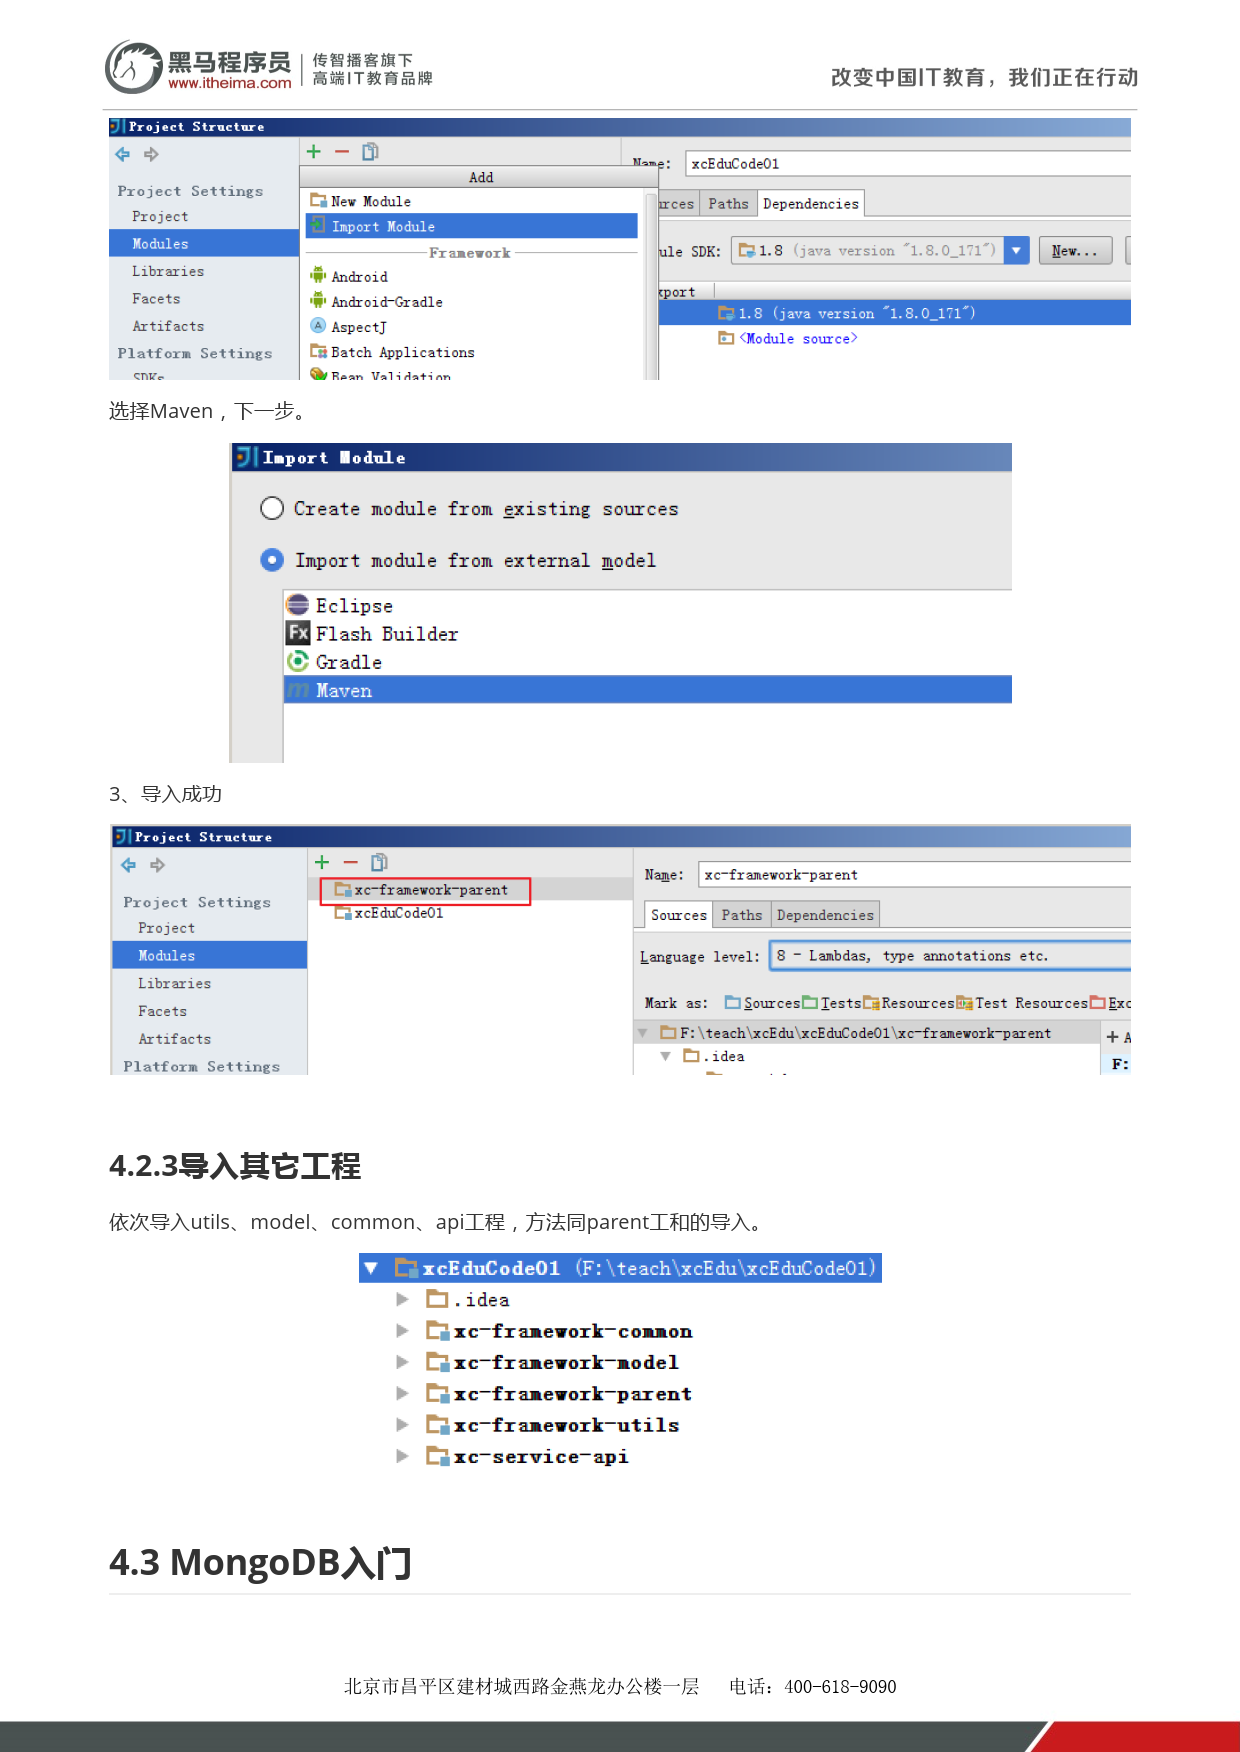 黑马程序员
www.itheima.com
传智播客旗下
高端IT教育品牌
改变中国IT教育，我们正在行动
Project Structure
Project Settings
Project
Modules
Libraries
Facets
Artifacts
Platform Settings
SDKs
Add
New Module
Import Module
Framework
Android
Android-Gradle
AspectJ
Batch Applications
Bean Validation
Name: xcEduCode01
urces Paths Dependencies
ule SDK: 1.8 (java version "1.8.0_171") New...
xport
1.8 (java version "1.8.0_171")
<Module source>
选择Maven，下一步。
Import Module
Create module from existing sources
Import module from external model
Eclipse
Flash Builder
Gradle
Maven
3、导入成功
Project Structure
Project Settings
Project
Modules
Libraries
Facets
Artifacts
Platform Settings
xc-framework-parent
xcEduCode01
Name: xc-framework-parent
Sources Paths Dependencies
Language level: 8 - Lambdas, type annotations etc.
Mark as: Sources Tests Resources Test Resources Exc
F:\teach\xcEdu\xcEduCode01\xc-framework-parent
.idea
+ A
F:
4.2.3导入其它工程
依次导入utils、model、common、api工程，方法同parent工和的导入。
xcEduCode01 (F:\teach\xcEdu\xcEduCode01)
.idea
xc-framework-common
xc-framework-model
xc-framework-parent
xc-framework-utils
xc-service-api
4.3 MongoDB入门
北京市昌平区建材城西路金燕龙办公楼一层 电话：400-618-9090